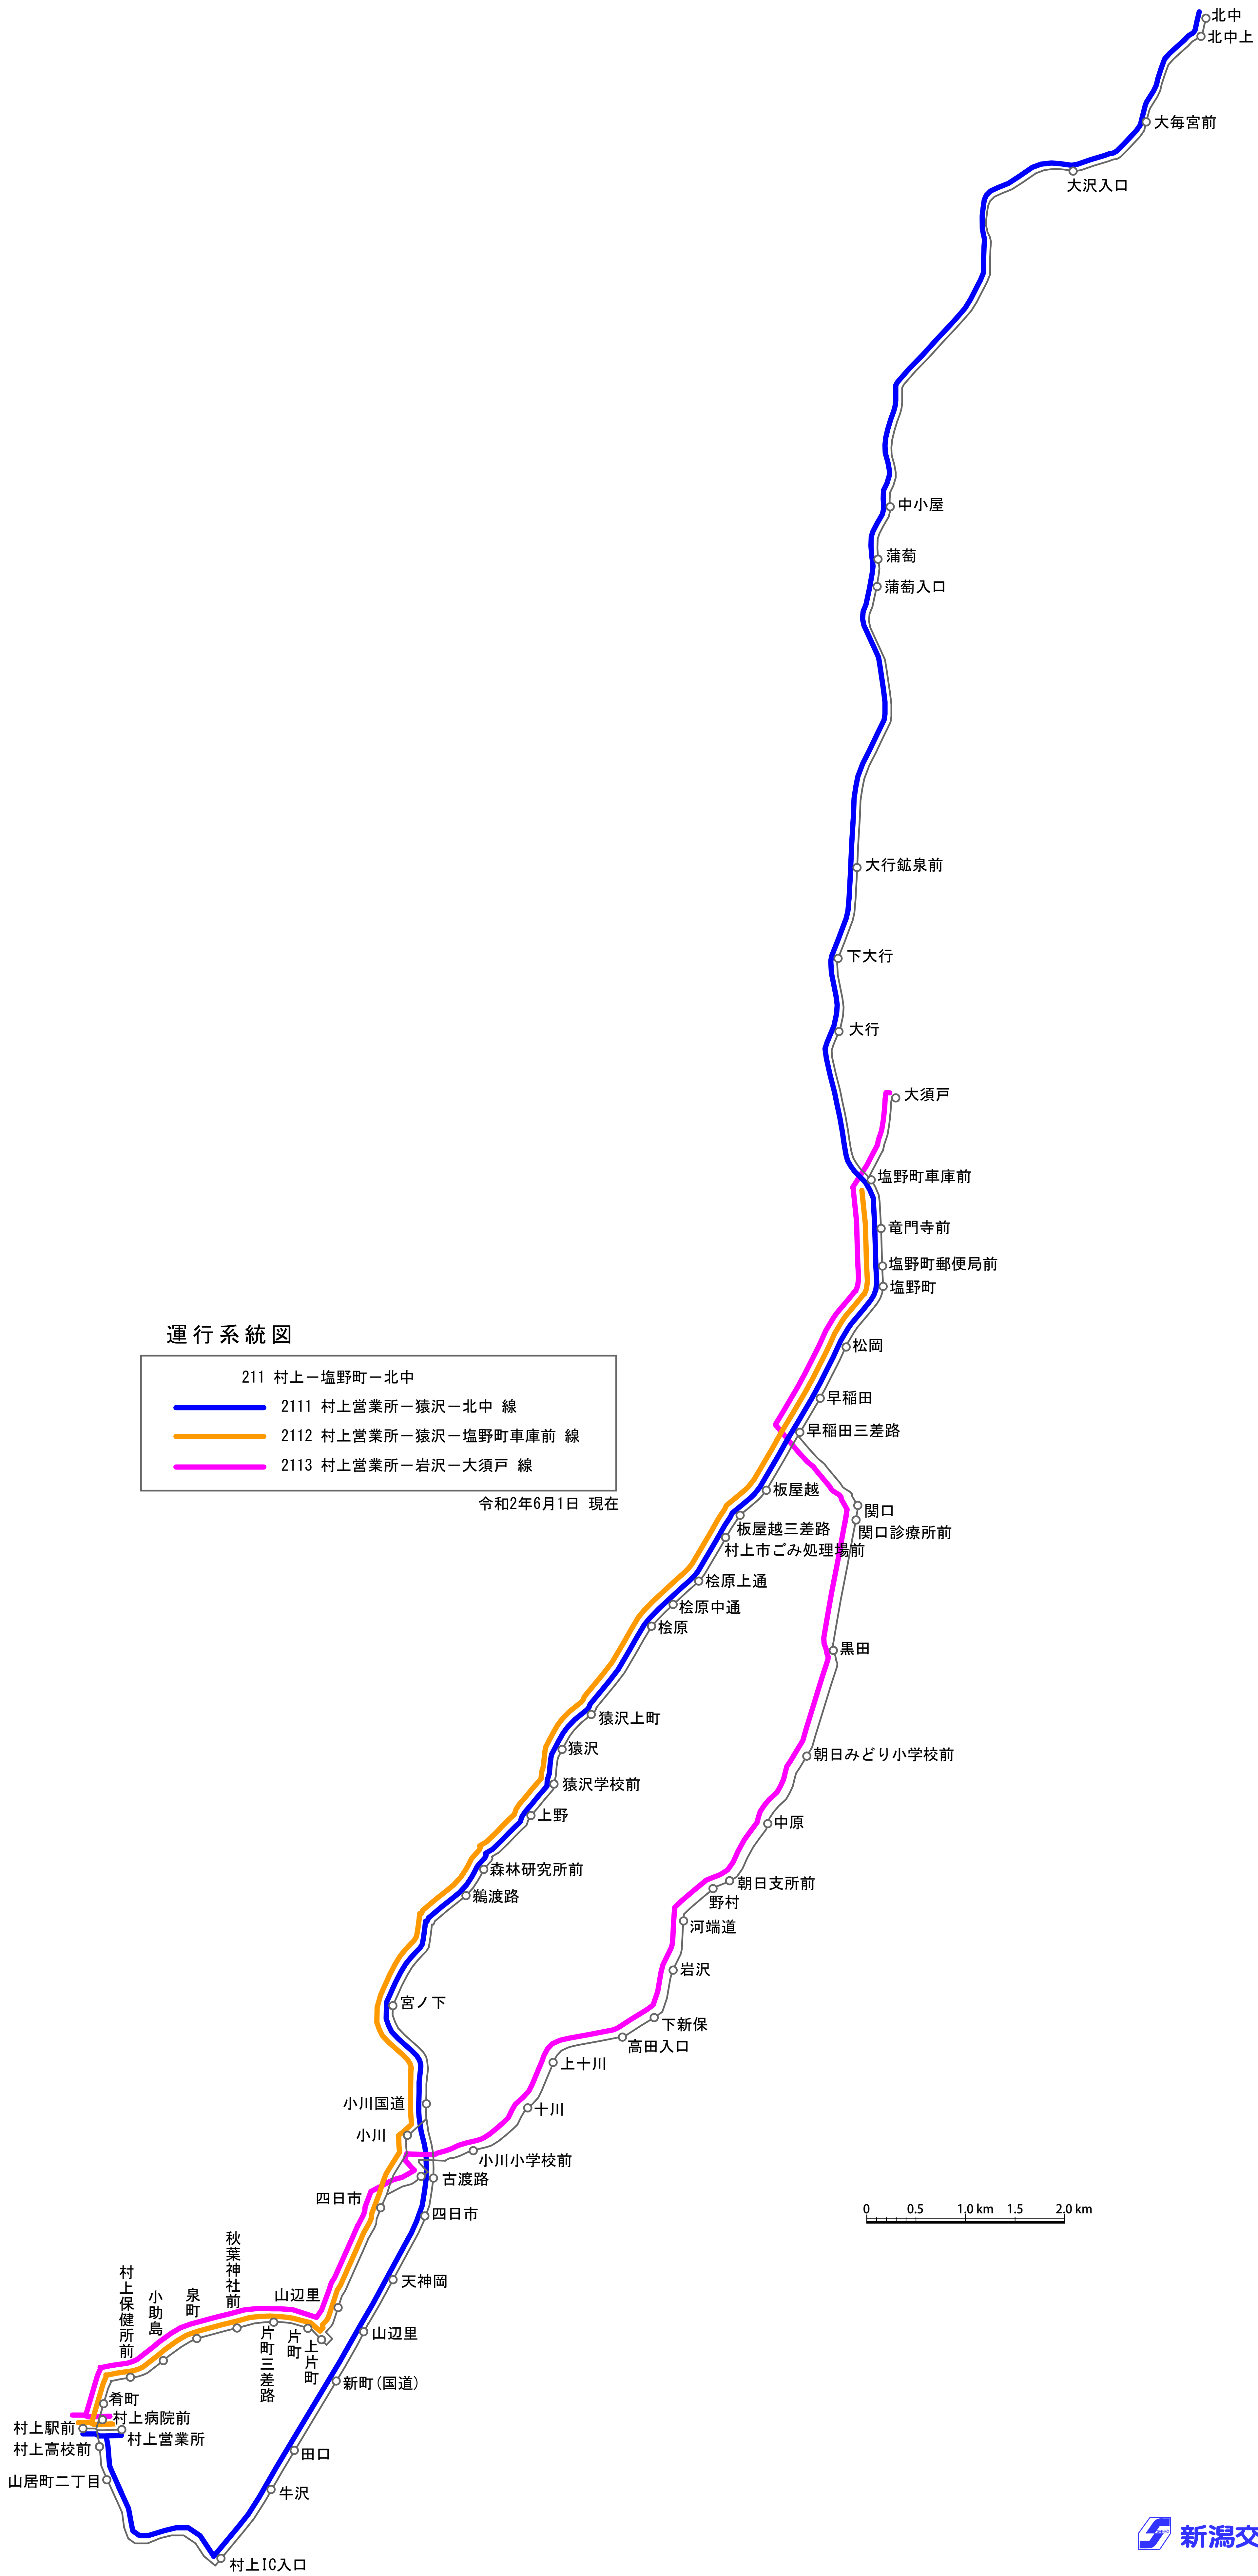 北中
北中上
大毎宮前
大沢入口
中小屋
蒲萄
蒲萄入口
大行鉱泉前
下大行
大行
大須戸
塩野町車庫前
竜門寺前
塩野町郵便局前
塩野町
運行系統図
211 村上－塩野町－北中
2111 村上営業所－猿沢－北中 線
2112 村上営業所－猿沢－塩野町車庫前 線
2113 村上営業所－岩沢－大須戸 線
令和2年6月1日 現在
松岡
早稲田
早稲田三差路
板屋越
関口
板屋越三差路
関口診療所前
村上市ごみ処理場前
桧原上通
桧原中通
桧原
黒田
猿沢上町
猿沢
朝日みどり小学校前
猿沢学校前
上野
中原
森林研究所前
朝日支所前
鵜渡路
野村
河端道
岩沢
宮ノ下
下新保
高田入口
上十川
小川国道
十川
小川
小川小学校前
古渡路
四日市
四日市
0 0.5 1.0 km 1.5 2.0 km
天神岡
山辺里
秋葉神社前
村上保健所前
小助島
泉町
山辺里
片町三差路
片町
上片町
新町(国道)
肴町
村上病院前
村上駅前
村上営業所
村上高校前
田口
山居町二丁目
牛沢
新潟交
村上IC入口